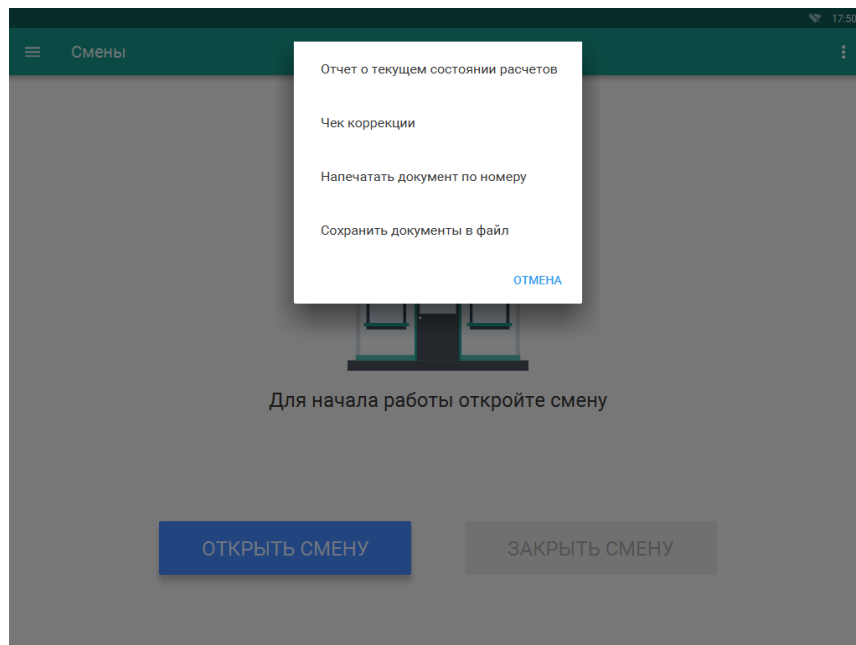 17:50
Смены
Отчет о текущем состоянии расчетов
Чек коррекции
Напечатать документ по номеру
Сохранить документы в файл
ОТМЕНА
Для начала работы откройте смену
ОТКРЫТЬ СМЕНУ
ЗАКРЫТЬ СМЕНУ